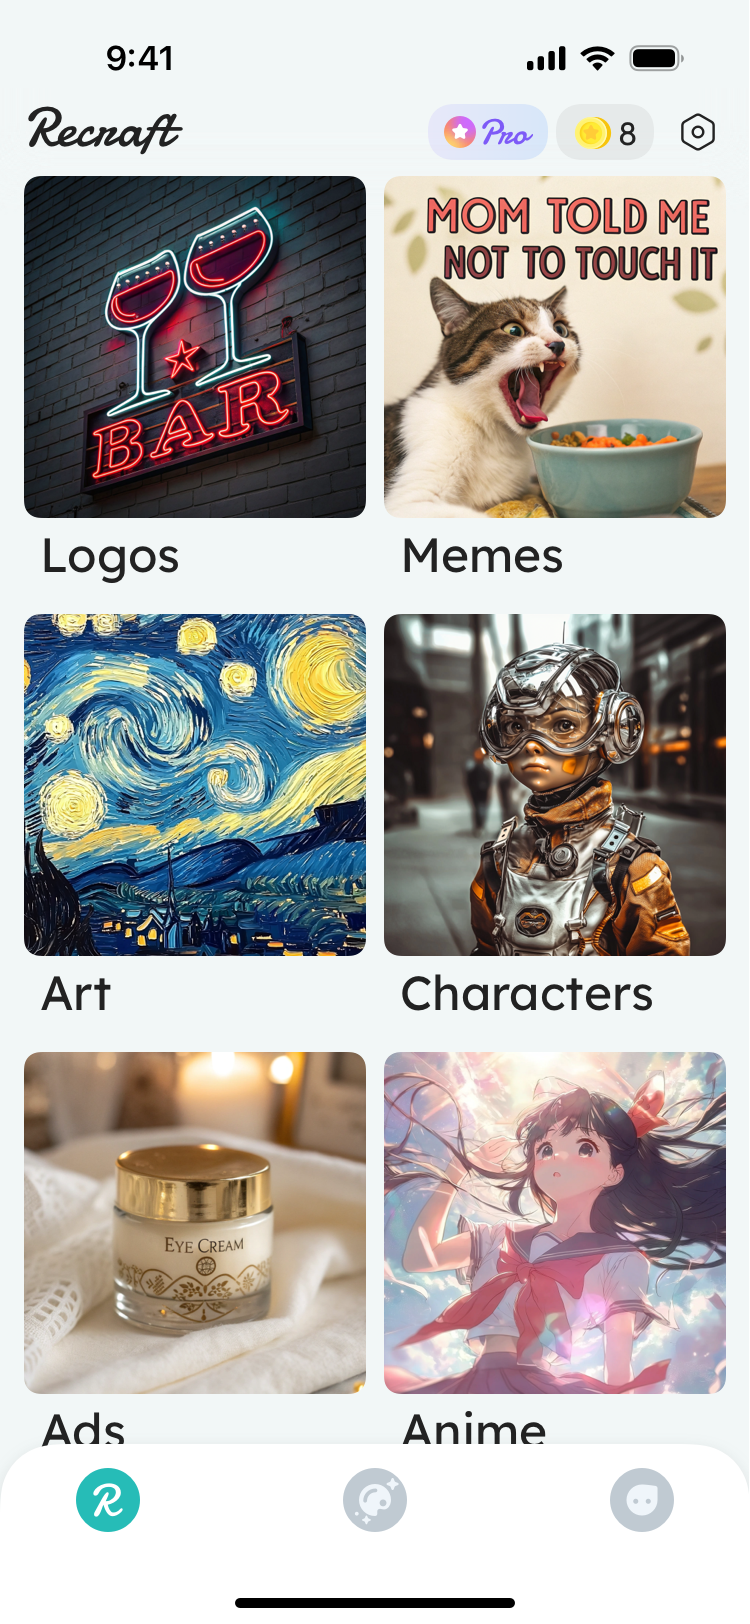 9:41
Recraft
Pro
8
BAR
MOM TOLD ME
NOT TO TOUCH IT
Logos
Memes
Art
Characters
EYE CREAM
Ads
Anime
R